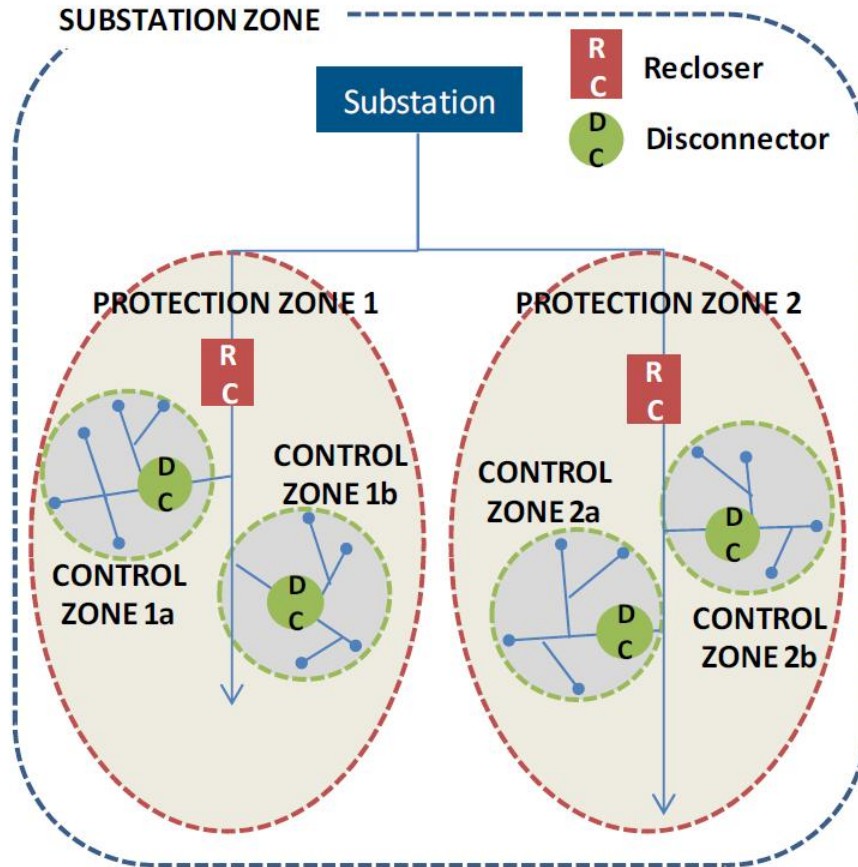 SUBSTATION ZONE
Substation
R
C
Recloser
D
C
Disconnector
PROTECTION ZONE 1
PROTECTION ZONE 2
R
C
R
C
D
C
CONTROL
ZONE 1a
CONTROL
ZONE 1b
D
C
CONTROL
ZONE 2a
D
C
D
C
CONTROL
ZONE 2b